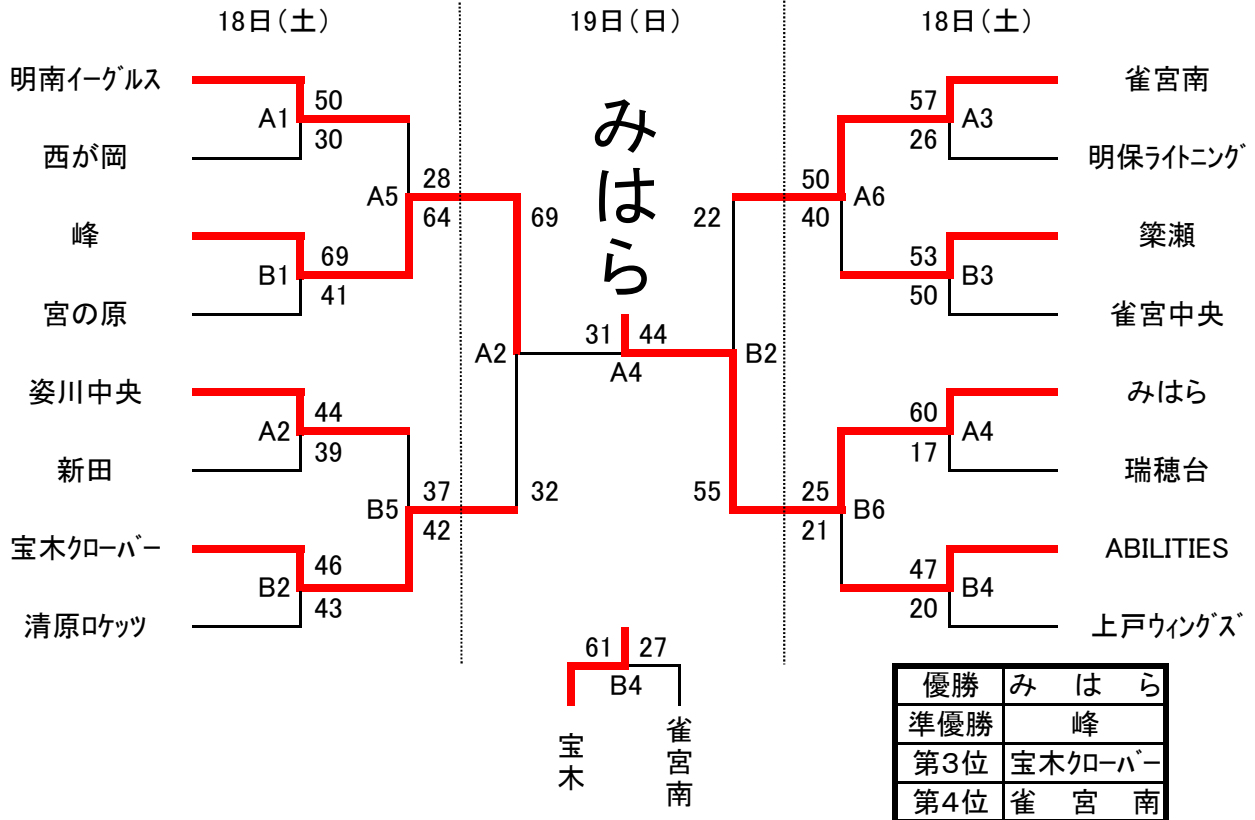 18日(土)
19日(日)
18日(土)
明南イーグルス
西が岡
峰
宮の原
姿川中央
新田
宝木クローバー
清原ロケッツ
A1
50
30
B1
69
41
A2
44
39
B2
46
43
A5
28
64
B5
37
42
A2
69
32
みはら
31
44
A4
22
55
B2
50
40
A6
25
21
B6
57
26
A3
53
50
B3
60
17
A4
47
20
B4
雀宮南
明保ライトニング
簗瀬
雀宮中央
みはら
瑞穂台
ABILITIES
上戸ウィングズ
61
27
B4
宝木
雀宮南
優勝 みはら
準優勝 峰
第3位 宝木クローバー
第4位 雀宮南